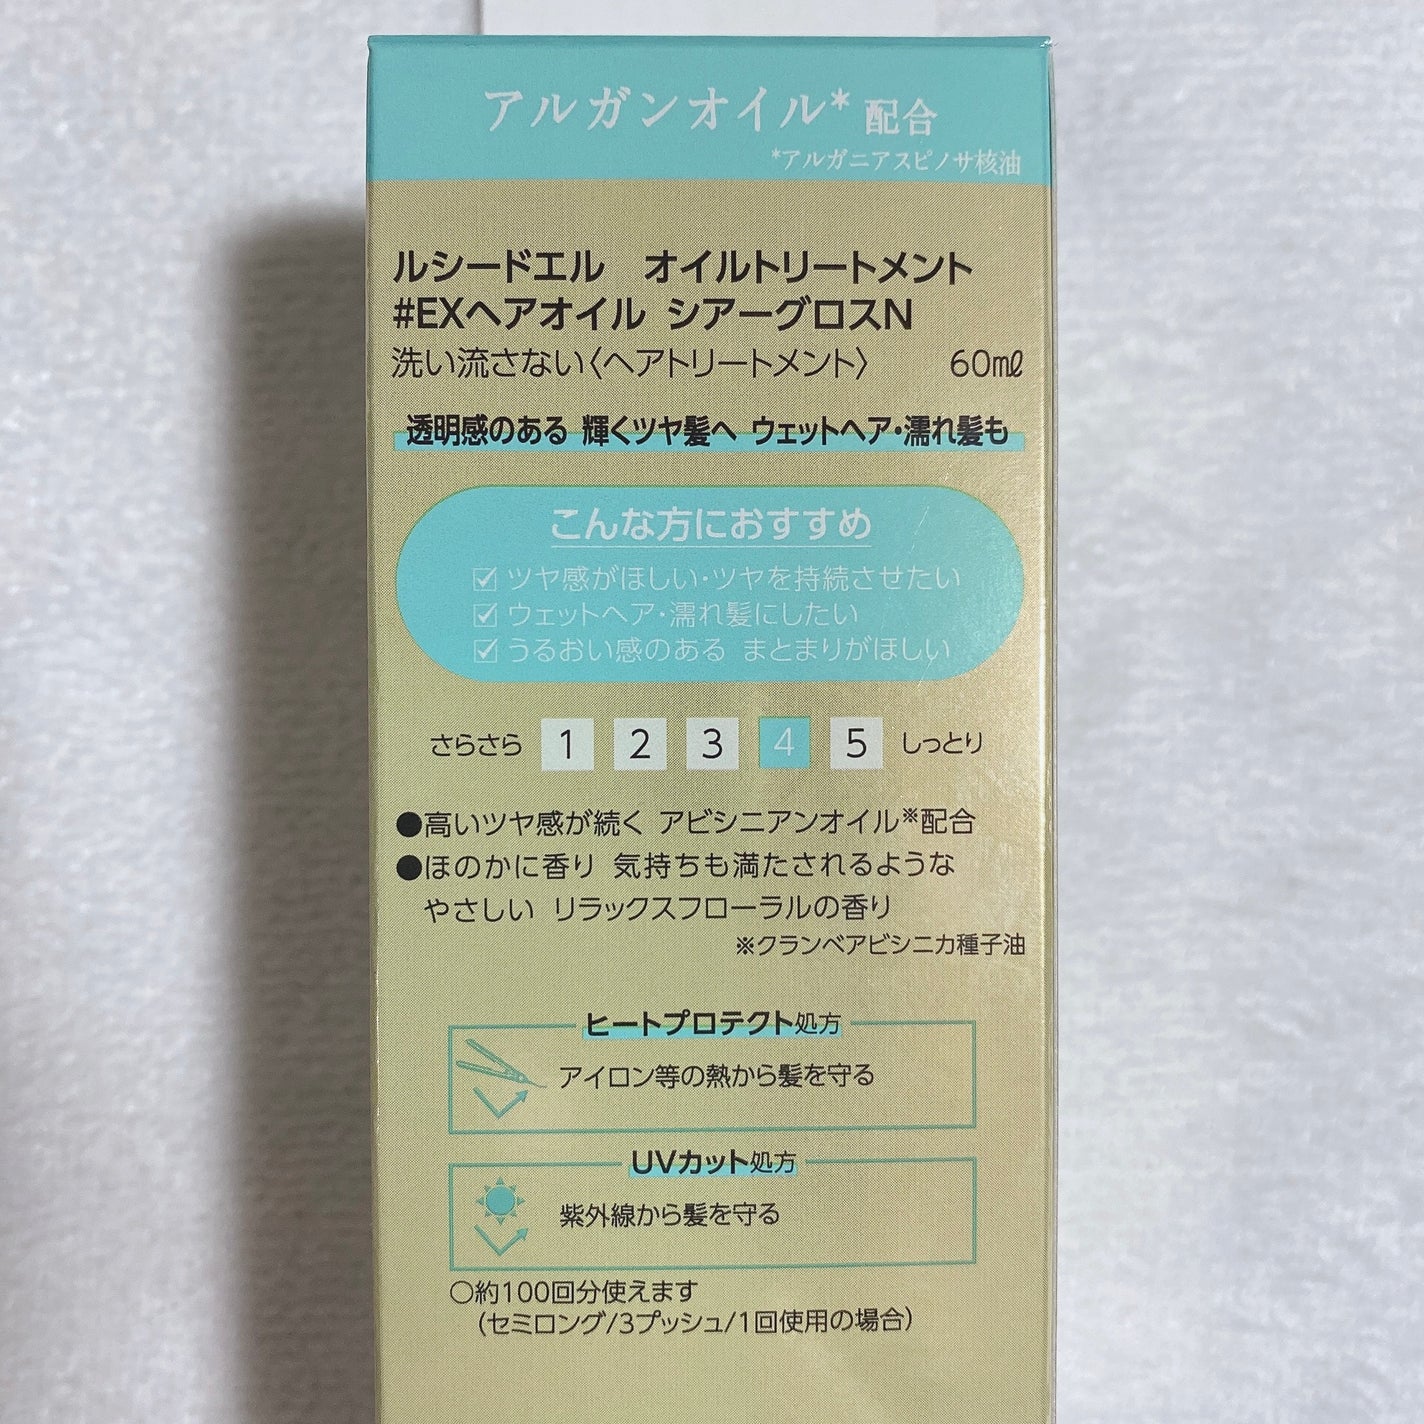 アルガンオイル* 配合
*アルガニアスピノサ核油
ルシードエル オイルトリートメント
#EXヘアオイル シアーグロスN
洗い流さない〈ヘアトリートメント〉 60mℓ
透明感のある 輝くツヤ髪へ ウェットヘア・濡れ髪も
こんな方におすすめ
☑ツヤ感がほしい・ツヤを持続させたい
☑ウェットヘア・濡れ髪にしたい
☑うるおい感のある まとまりがほしい
さらさら 1 2 3 4 5 しっとり
●高いツヤ感が続く アビシニアンオイル※配合
●ほのかに香り 気持ちも満たされるような
やさしい リラックスフローラルの香り
※クランベアビシニカ種子油
ヒートプロテクト処方
アイロン等の熱から髪を守る
UVカット処方
紫外線から髪を守る
○約100回分使えます
（セミロング/3プッシュ/1回使用の場合）